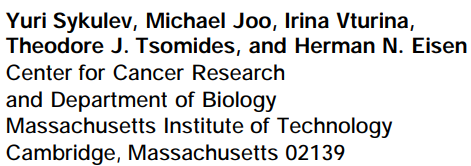 Yuri Sykulev, Michael Joo, Irina Vturina,
Theodore J. Tsomides, and Herman N. Eisen
Center for Cancer Research
and Department of Biology
Massachusetts Institute of Technology
Cambridge, Massachusetts 02139